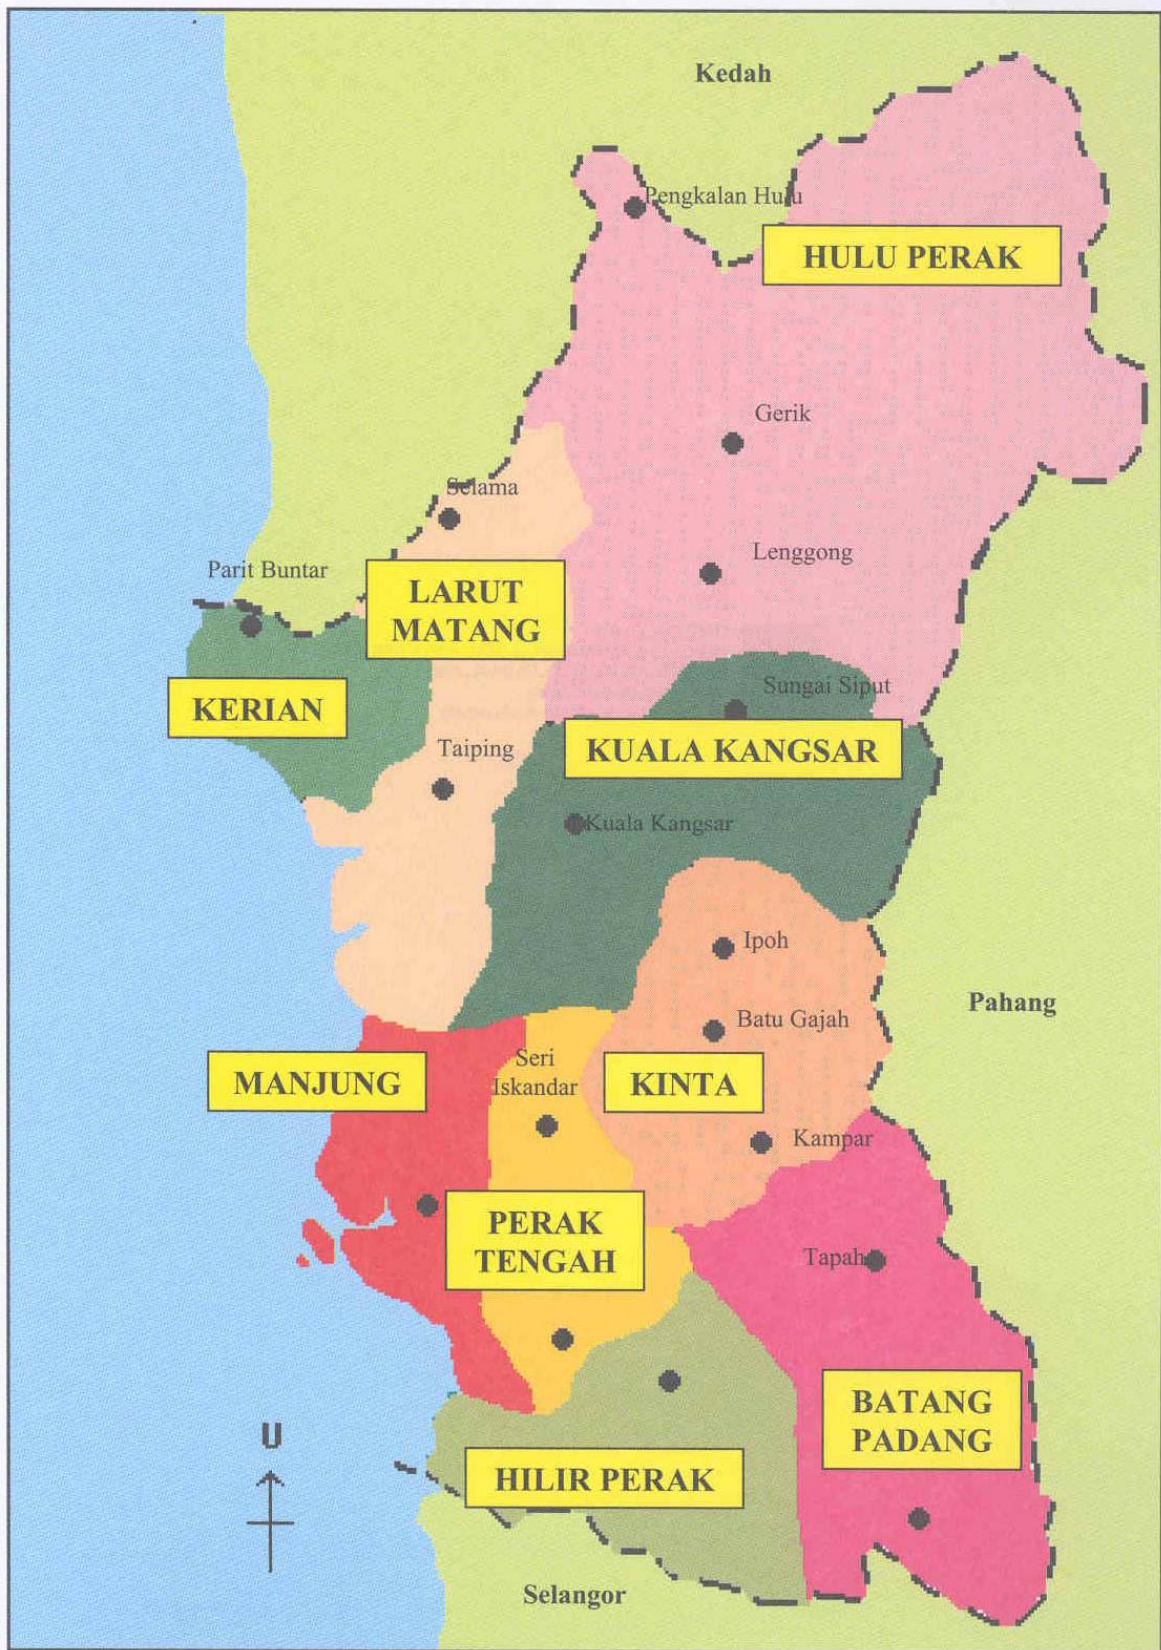 Kedah
Pengkalan Hulu
HULU PERAK
Gerik
Selama
Lenggong
Parit Buntar
LARUT
MATANG
Sungai Siput
KERIAN
KUALA KANGSAR
Taiping
Kuala Kangsar
Ipoh
Pahang
Batu Gajah
MANJUNG
Seri
Iskandar
KINTA
Kampar
PERAK
TENGAH
Tapah
BATANG
PADANG
U
HILIR PERAK
Selangor